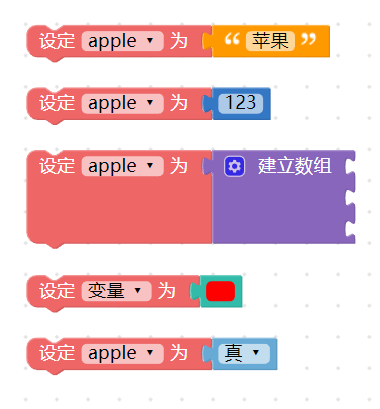 设定 apple 为 “ 苹果 ”
设定 apple 为 123
设定 apple 为 建立数组
设定 变量 为
设定 apple 为 真